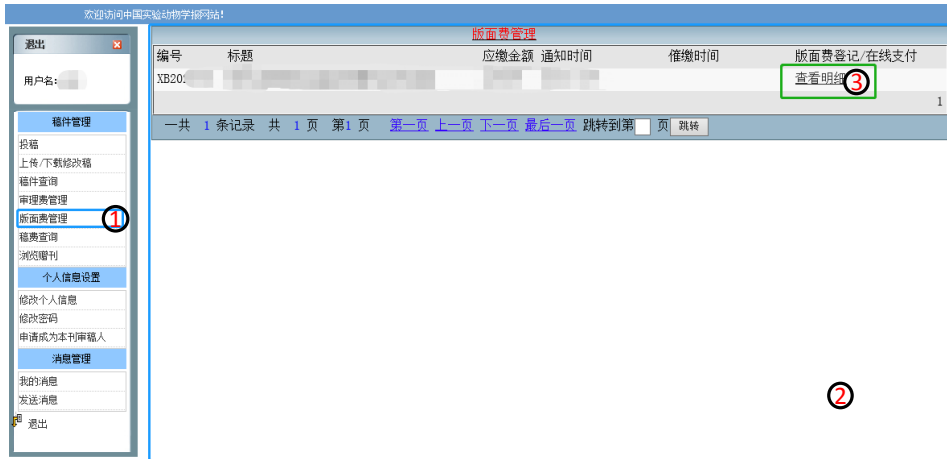 欢迎访问中国实验动物学报网站!
退出
用户名:
稿件管理
投稿
上传/下载修改稿
稿件查询
审理费管理
版面费管理 ①
稿费查询
浏览赠刊
个人信息设置
修改个人信息
修改密码
申请成为本刊审稿人
消息管理
我的消息
发送消息
退出
版面费管理
编号 标题 应缴金额 通知时间 催缴时间 版面费登记/在线支付
XB20 查看明细 ③
1
一共 1 条记录 共 1 页 第1 页 第一页 上一页 下一页 最后一页 跳转到第 页 跳转
②